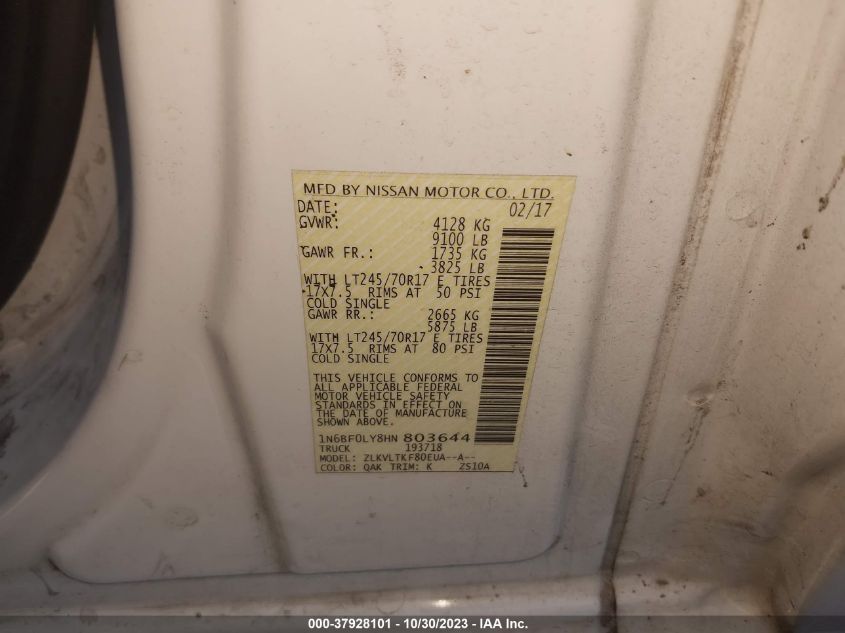 MFD BY NISSAN MOTOR CO., LTD.
DATE: 02/17
GVWR: 4128 KG
9100 LB
GAWR FR.: 1735 KG
3825 LB
WITH LT245/70R17 E TIRES
17X7.5 RIMS AT 50 PSI
COLD SINGLE
GAWR RR.: 2665 KG
5875 LB
WITH LT245/70R17 E TIRES
17X7.5 RIMS AT 80 PSI
COLD SINGLE
THIS VEHICLE CONFORMS TO
ALL APPLICABLE FEDERAL
MOTOR VEHICLE SAFETY
STANDARDS IN EFFECT ON
THE DATE OF MANUFACTURE
SHOWN ABOVE.
1N6BF0LY8HN 803644
TRUCK 193718
MODEL: ZLKVLTKF80EUA--A--
COLOR: QAK TRIM: K ZS10A
000-37928101 - 10/30/2023 - IAA Inc.